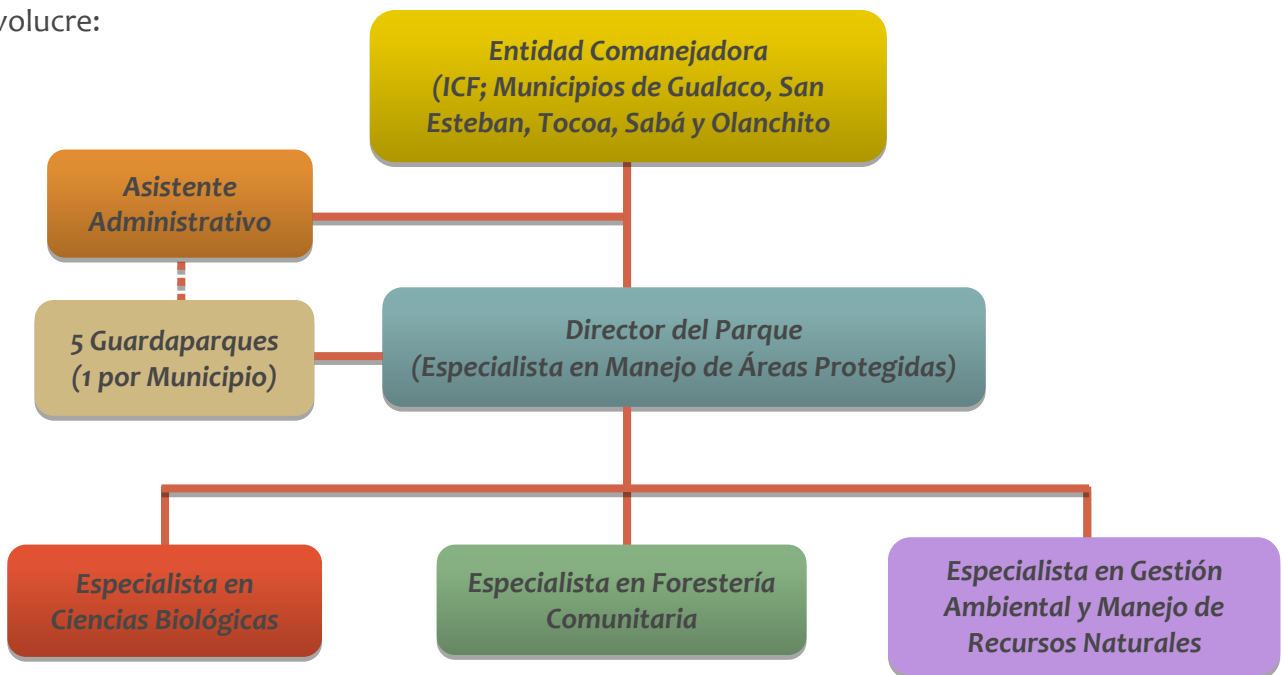 volucre:
Entidad Comanejadora
(ICF; Municipios de Gualaco, San
Esteban, Tocoa, Sabá y Olanchito
Asistente
Administrativo
5 Guardaparques
(1 por Municipio)
Director del Parque
(Especialista en Manejo de Áreas Protegidas)
Especialista en
Ciencias Biológicas
Especialista en Forestería
Comunitaria
Especialista en Gestión
Ambiental y Manejo de
Recursos Naturales